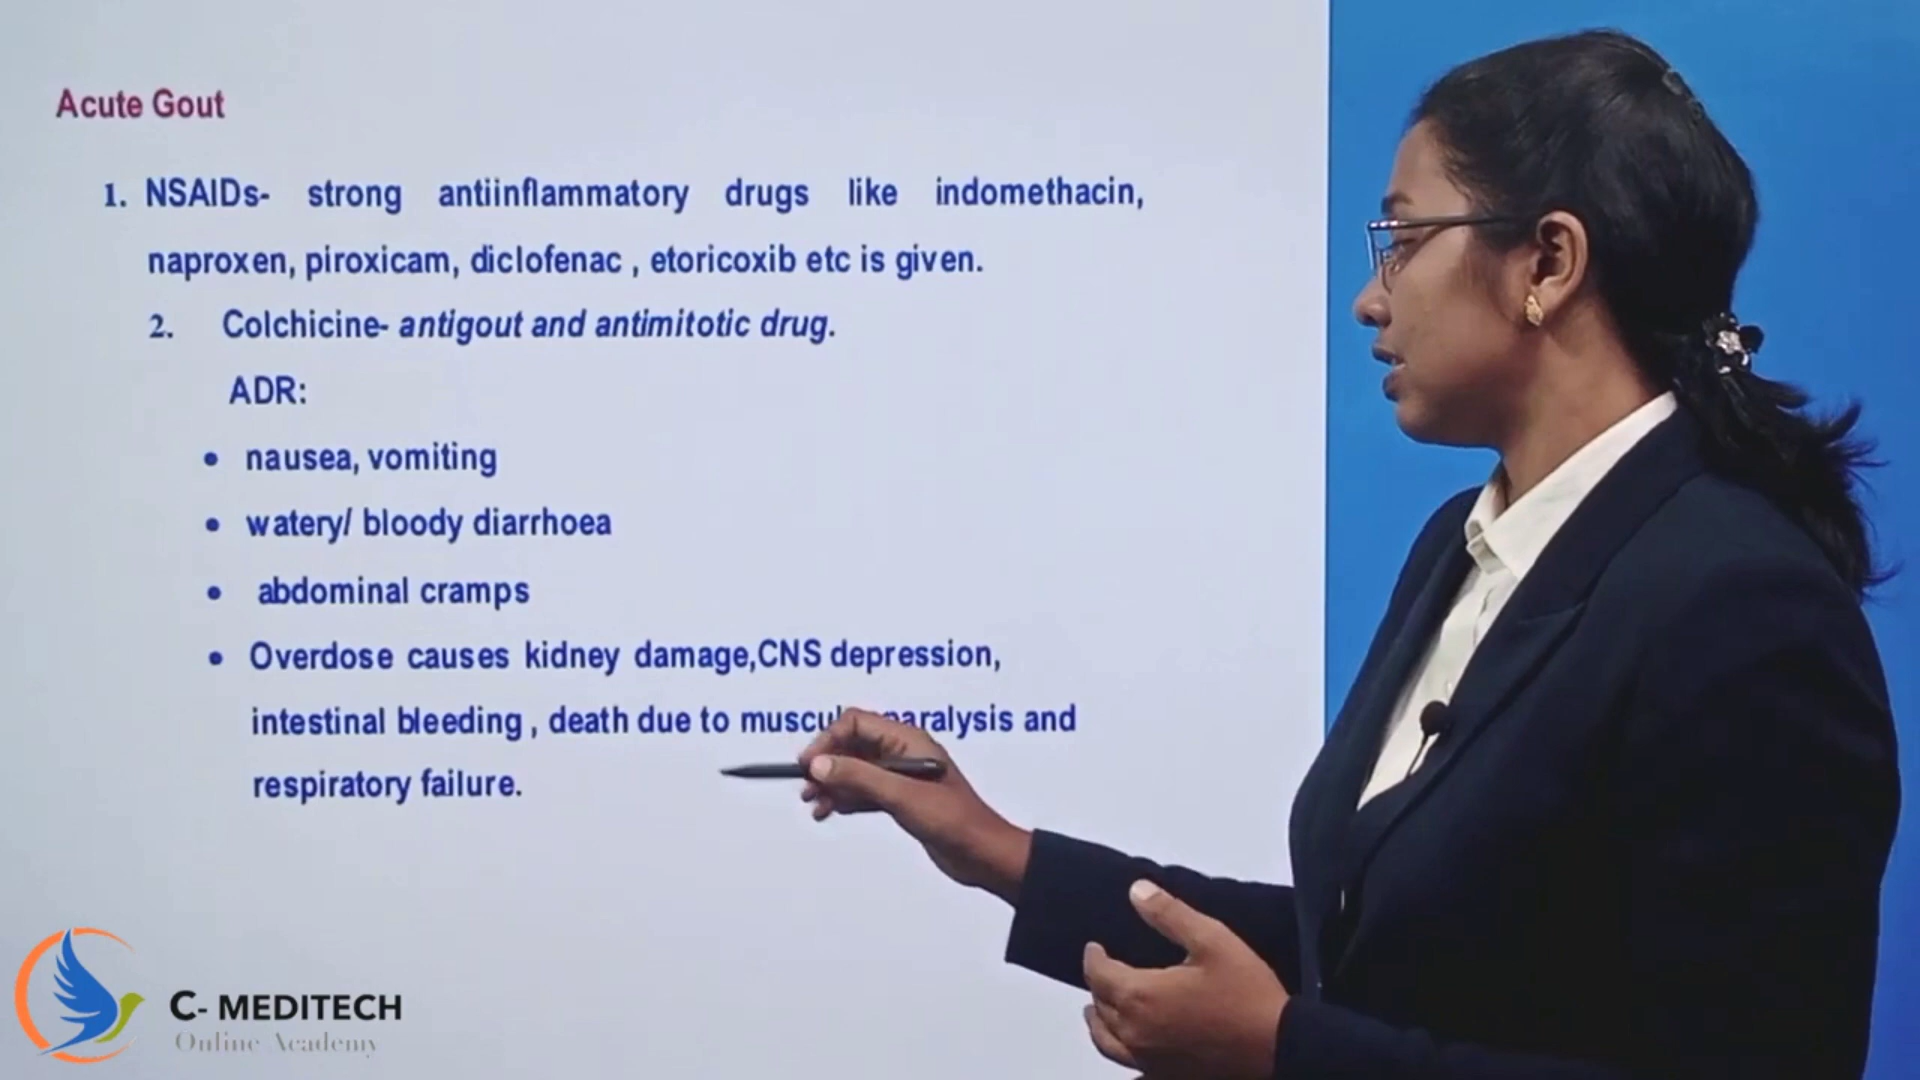 Acute Gout
1. NSAIDs- strong antiinflammatory drugs like indomethacin,
naproxen, piroxicam, diclofenac , etoricoxib etc is given.
2. Colchicine- antigout and antimitotic drug.
ADR:
• nausea, vomiting
• watery/ bloody diarrhoea
• abdominal cramps
• Overdose causes kidney damage,CNS depression,
intestinal bleeding , death due to paralysis and
respiratory failure.
C- MEDITECH
Online Academy